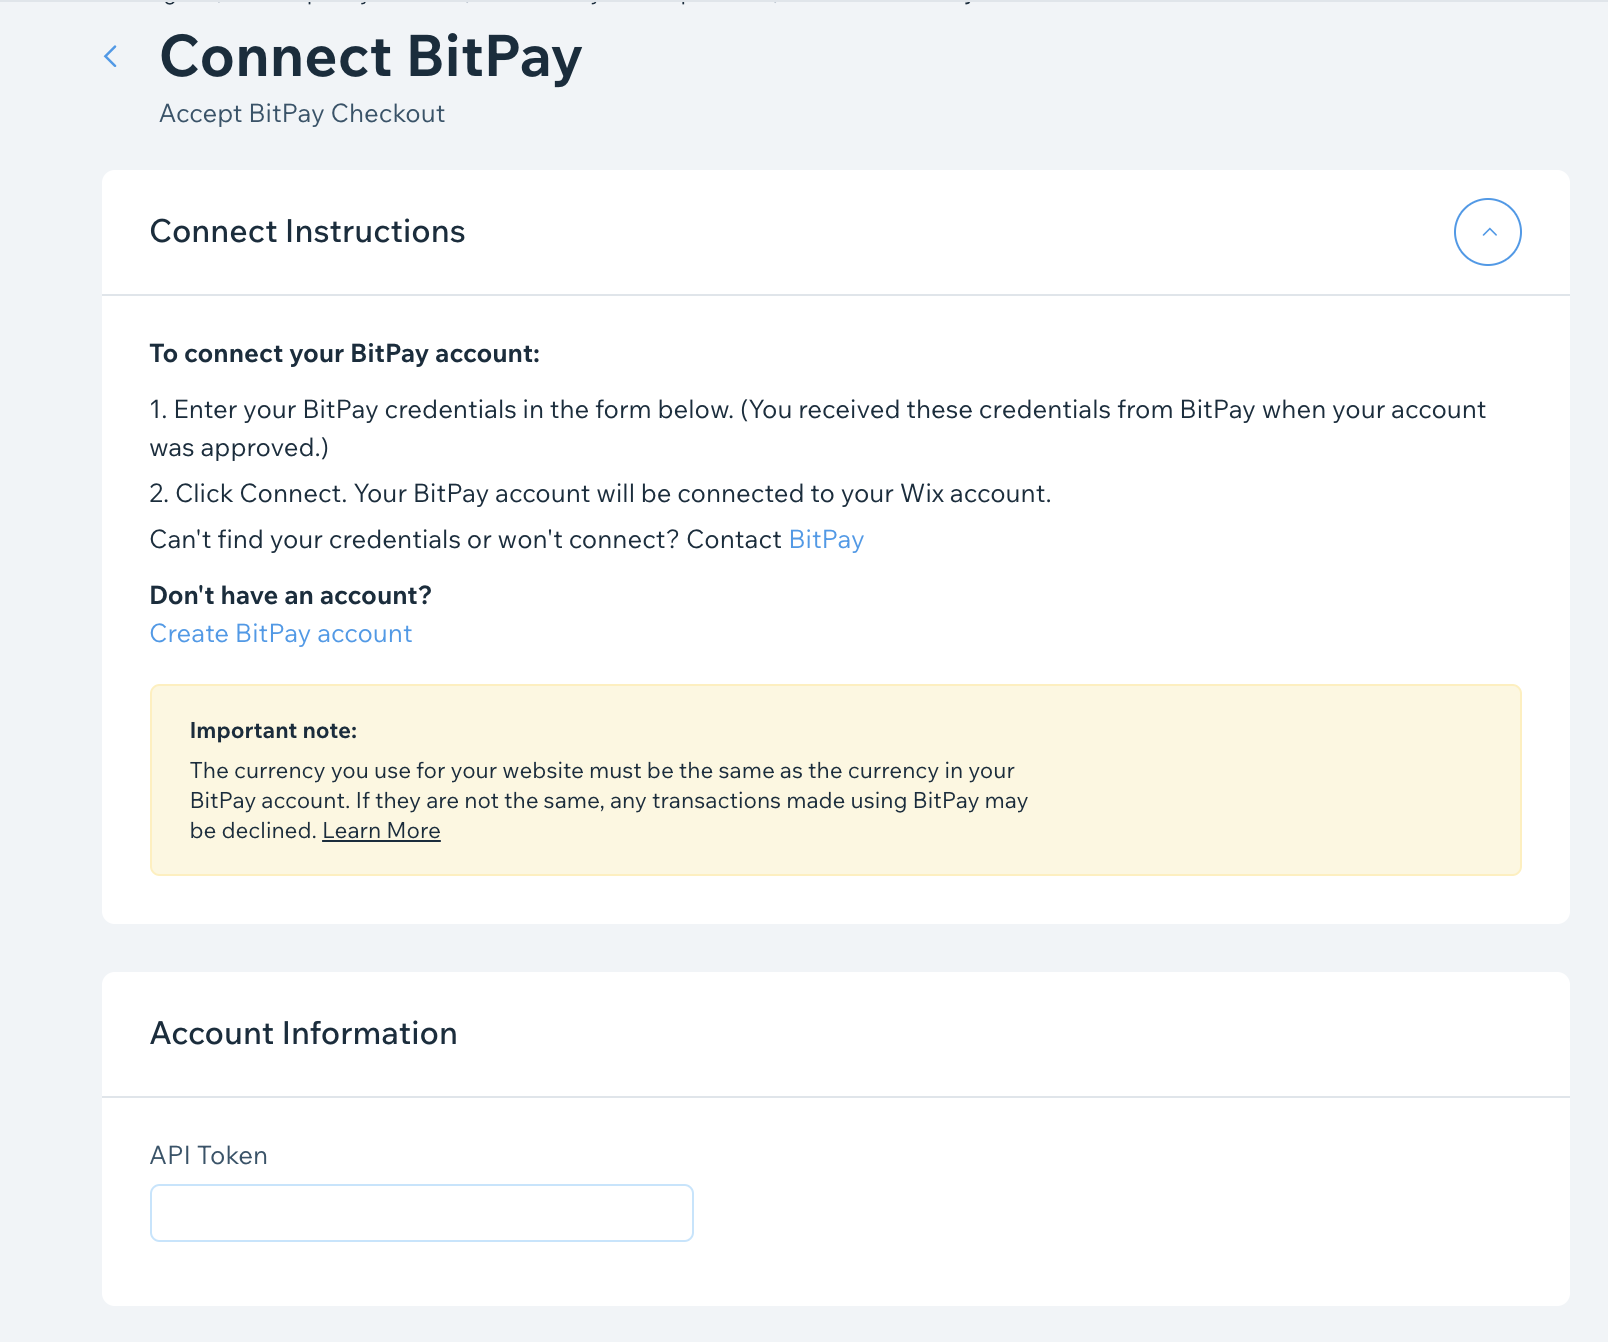 Connect BitPay
Accept BitPay Checkout
Connect Instructions
To connect your BitPay account:
1. Enter your BitPay credentials in the form below. (You received these credentials from BitPay when your account
was approved.)
2. Click Connect. Your BitPay account will be connected to your Wix account.
Can't find your credentials or won't connect? Contact BitPay
Don't have an account?
Create BitPay account
Important note:
The currency you use for your website must be the same as the currency in your
BitPay account. If they are not the same, any transactions made using BitPay may
be declined. Learn More
Account Information
API Token